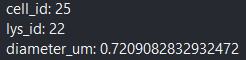 cell_id: 25
lys_id: 22
diameter_um: 0.7209082832932472